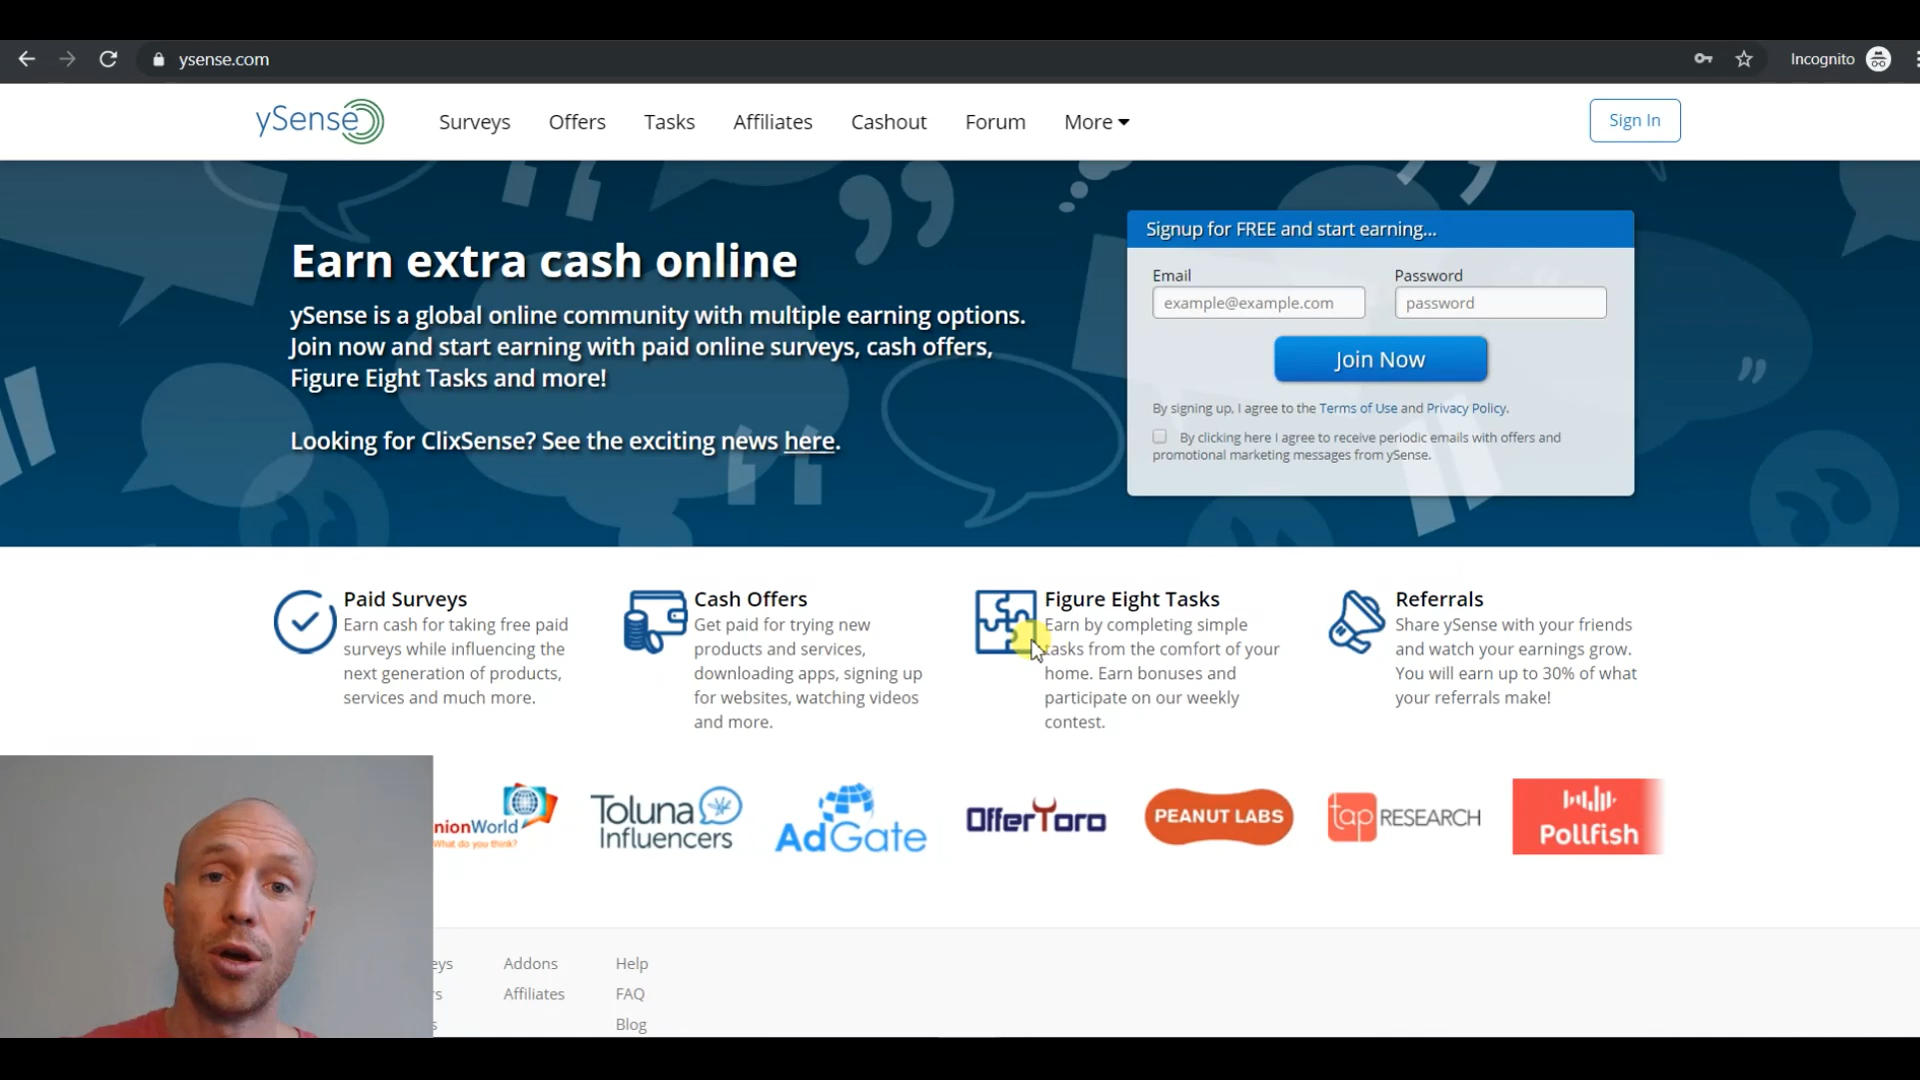 ysense.com
Incognito
ySense
Surveys
Offers
Tasks
Affiliates
Cashout
Forum
More
Sign In
Earn extra cash online
ySense is a global online community with multiple earning options.
Join now and start earning with paid online surveys, cash offers,
Figure Eight Tasks and more!
Looking for ClixSense? See the exciting news here.
Signup for FREE and start earning...
Email
Password
example@example.com
password
Join Now
By signing up, I agree to the Terms of Use and Privacy Policy.
By clicking here I agree to receive periodic emails with offers and
promotional marketing messages from ySense.
Paid Surveys
Earn cash for taking free paid
surveys while influencing the
next generation of products,
services and much more.
Cash Offers
Get paid for trying new
products and services,
downloading apps, signing up
for websites, watching videos
and more.
Figure Eight Tasks
Earn by completing simple
tasks from the comfort of your
home. Earn bonuses and
participate on our weekly
contest.
Referrals
Share ySense with your friends
and watch your earnings grow.
You will earn up to 30% of what
your referrals make!
nionWorld
What do you think?
Toluna
Influencers
AdGate
OfferToro
PEANUT LABS
tap RESEARCH
Pollfish
eys
rs
s
Addons
Affiliates
Help
FAQ
Blog